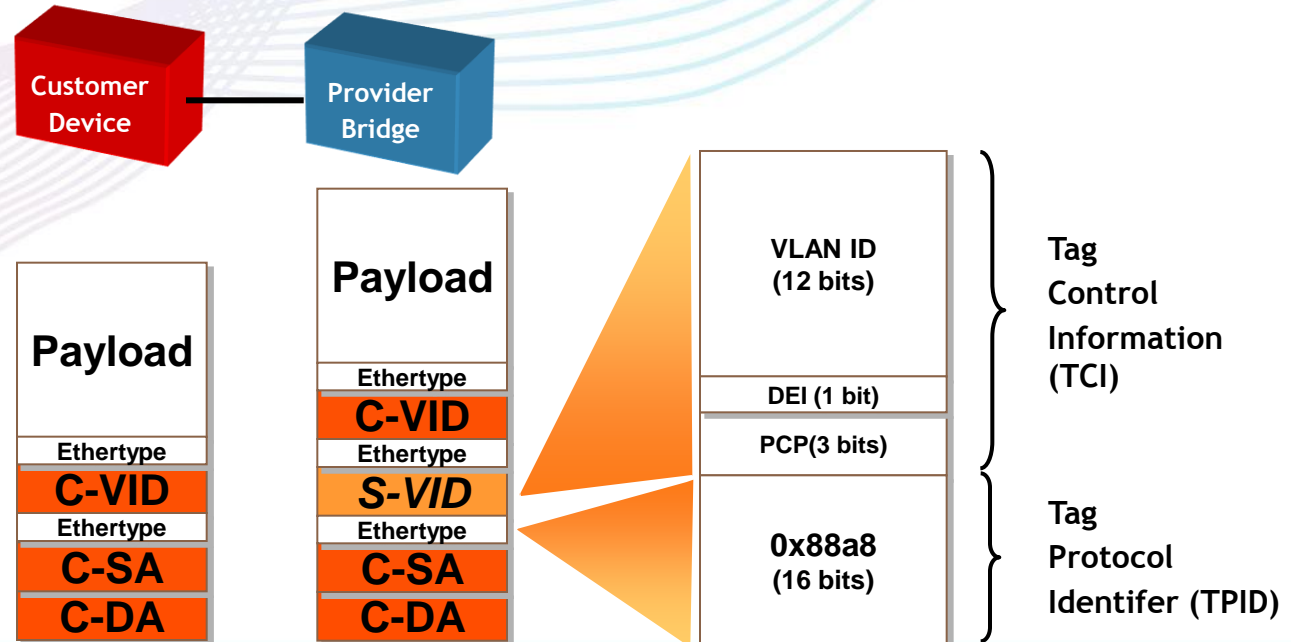 Customer
Device
Provider
Bridge
Payload
Ethertype
C-VID
Ethertype
C-SA
C-DA
Payload
Ethertype
C-VID
Ethertype
S-VID
Ethertype
C-SA
C-DA
VLAN ID
(12 bits)
DEI (1 bit)
PCP(3 bits)
0x88a8
(16 bits)
Tag
Control
Information
(TCI)
Tag
Protocol
Identifer (TPID)